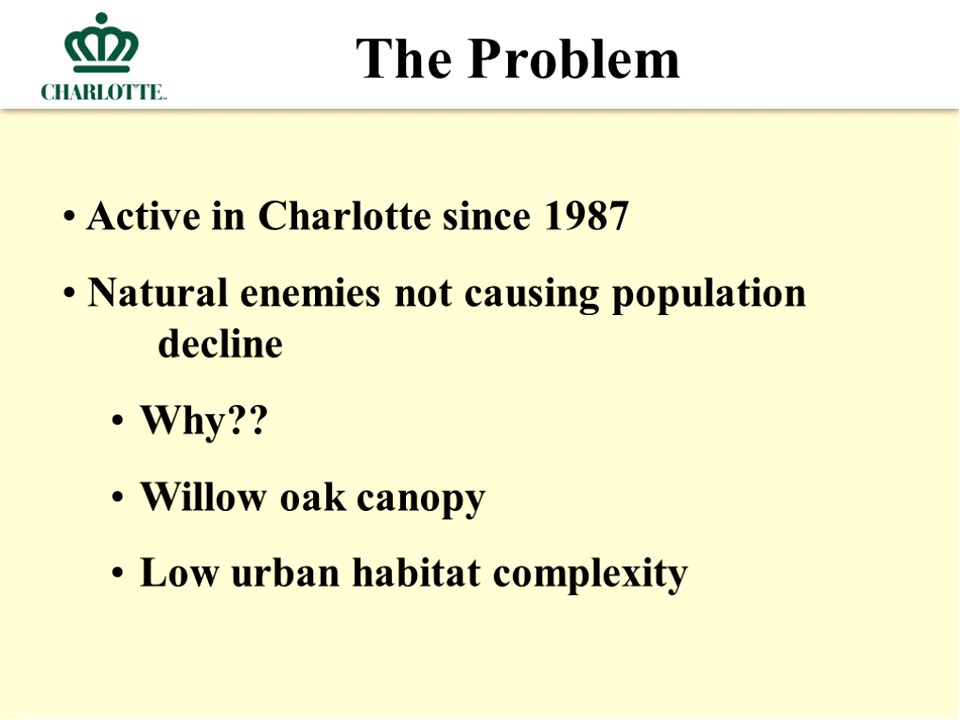 CHARLOTTE™
The Problem
• Active in Charlotte since 1987
• Natural enemies not causing population
decline
• Why??
• Willow oak canopy
• Low urban habitat complexity